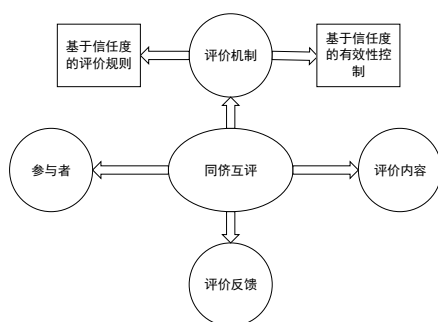 基于信任度
的评价规则
评价机制
基于信任度
的有效性控
制
参与者
同侪互评
评价内容
评价反馈